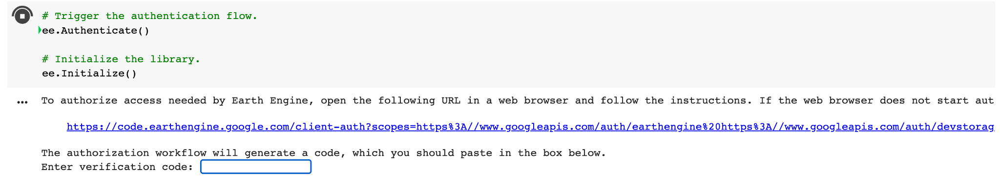 # Trigger the authentication flow.
ee.Authenticate()
# Initialize the library.
ee.Initialize()
... To authorize access needed by Earth Engine, open the following URL in a web browser and follow the instructions. If the web browser does not start aut
https://code.earthengine.google.com/client-auth?scopes=https%3A//www.googleapis.com/auth/earthengine%20https%3A//www.googleapis.com/auth/devstorag
The authorization workflow will generate a code, which you should paste in the box below.
Enter verification code: